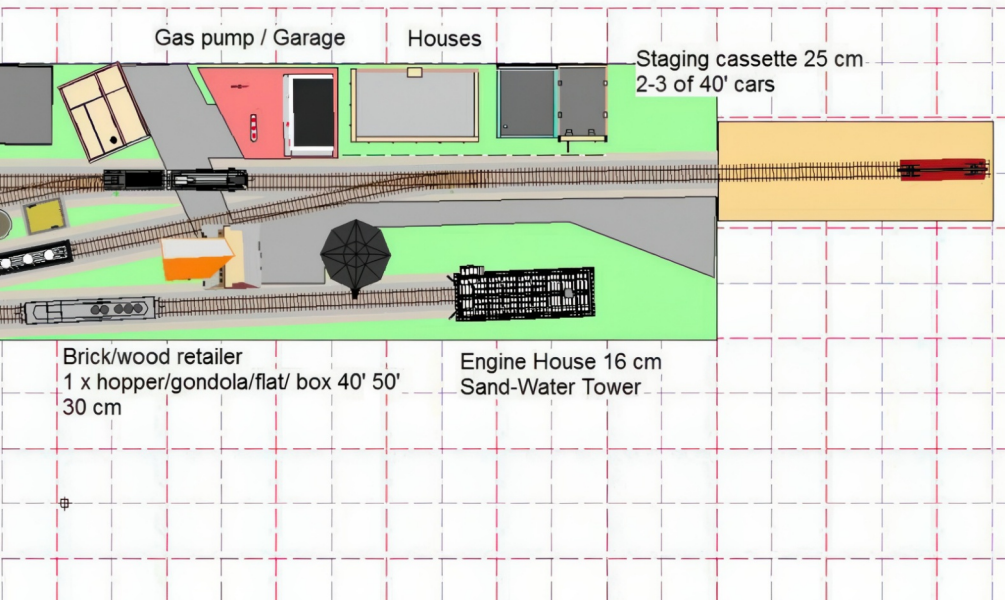 Gas pump / Garage
Houses
Staging cassette 25 cm
2-3 of 40' cars
Brick/wood retailer
1 x hopper/gondola/flat/ box 40' 50'
30 cm
Engine House 16 cm
Sand-Water Tower